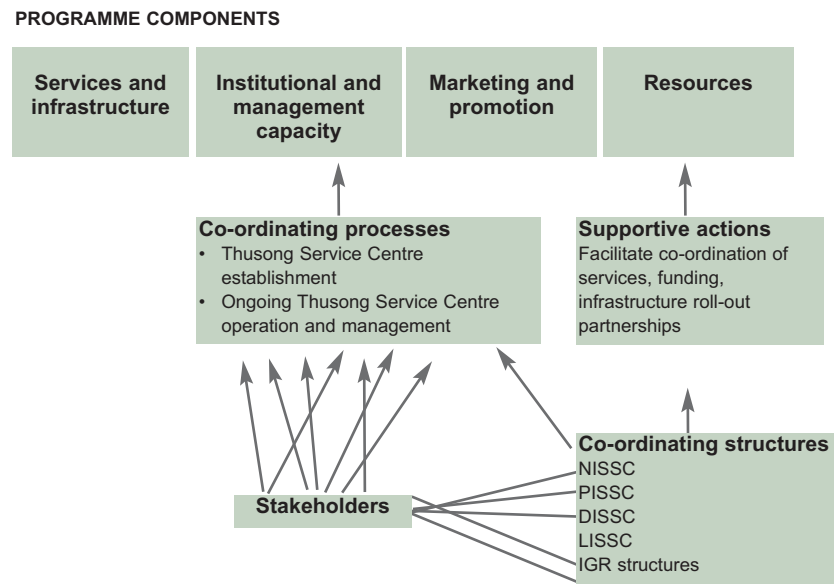 PROGRAMME COMPONENTS
Services and
infrastructure
Institutional and
management
capacity
Marketing and
promotion
Resources
Co-ordinating processes
• Thusong Service Centre
establishment
• Ongoing Thusong Service Centre
operation and management
Supportive actions
Facilitate co-ordination of
services, funding,
infrastructure roll-out
partnerships
Stakeholders
Co-ordinating structures
NISSC
PISSC
DISSC
LISSC
IGR structures